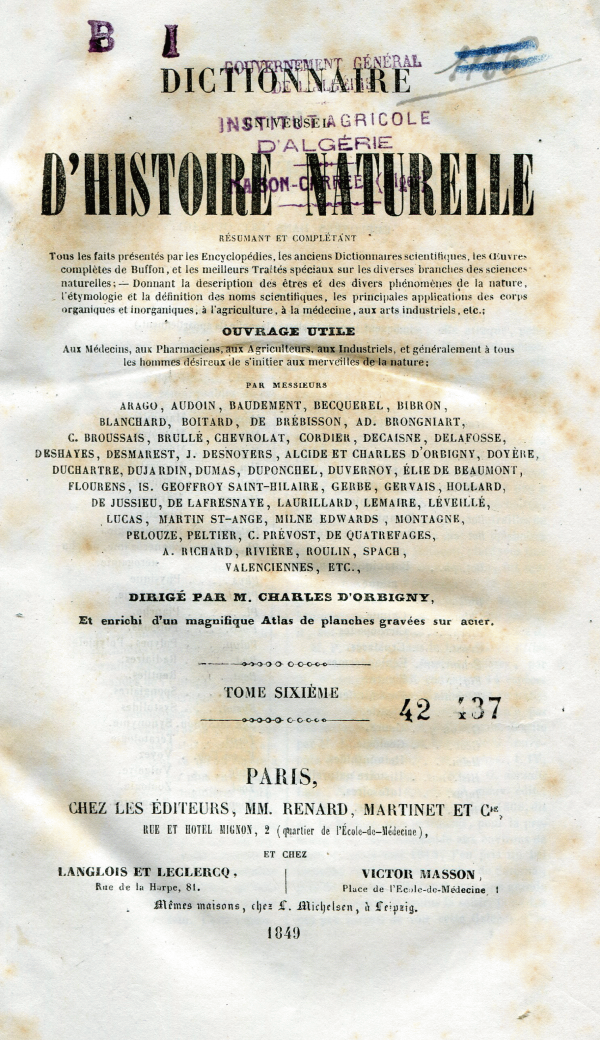 B I
GOUVERNEMENT GÉNÉRAL
DE L'ALGÉRIE
DICTIONNAIRE
UNIVERSEL
INSTITUT AGRICOLE
D'ALGÉRIE
D'HISTOIRE NATURELLE
MAISON-CARRÉE
RÉSUMANT ET COMPLÉTANT
Tous les faits présentés par les Encyclopédies, les anciens Dictionnaires scientifiques, les Œuvres
complètes de Buffon, et les meilleurs Traités spéciaux sur les diverses branches des sciences
naturelles; — Donnant la description des êtres et des divers phénomènes de la nature,
l'étymologie et la définition des noms scientifiques, les principales applications des corps
organiques et inorganiques, à l'agriculture, à la médecine, aux arts industriels, etc.;
OUVRAGE UTILE
Aux Médecins, aux Pharmaciens, aux Agriculteurs, aux Industriels, et généralement à tous
les hommes désireux de s'initier aux merveilles de la nature;
PAR MESSIEURS
ARAGO, AUDOIN, BAUDEMENT, BECQUEREL, BIBRON,
BLANCHARD, BOITARD, DE BRÉBISSON, AD. BRONGNIART,
C. BROUSSAIS, BRULLÉ, CHEVROLAT, CORDIER, DECAISNE, DELAFOSSE,
DESHAYES, DESMAREST, J. DESNOYERS, ALCIDE ET CHARLES D'ORBIGNY, DOYÈRE,
DUCHARTRE, DUJARDIN, DUMAS, DUPONCHEL, DUVERNOY, ÉLIE DE BEAUMONT,
FLOURENS, IS. GEOFFROY SAINT-HILAIRE, GERBE, GERVAIS, HOLLARD,
DE JUSSIEU, DE LAFRESNAYE, LAURILLARD, LEMAIRE, LÉVEILLÉ,
LUCAS, MARTIN ST-ANGE, MILNE EDWARDS, MONTAGNE,
PELOUZE, PELTIER, C. PRÉVOST, DE QUATREFAGES,
A. RICHARD, RIVIÈRE, ROULIN, SPACH,
VALENCIENNES, ETC.,
DIRIGÉ PAR M. CHARLES D'ORBIGNY,
Et enrichi d'un magnifique Atlas de planches gravées sur acier.
TOME SIXIÈME
42 437
PARIS,
CHEZ LES ÉDITEURS, MM. RENARD, MARTINET ET Cie,
RUE ET HOTEL MIGNON, 2 (quartier de l'École-de-Médecine),
ET CHEZ
LANGLOIS ET LECLERCQ,
Rue de la Harpe, 81.
VICTOR MASSON,
Place de l'Ecole-de-Médecine, 1
Mêmes maisons, chez L. Michelsen, à Leipzig.
1849